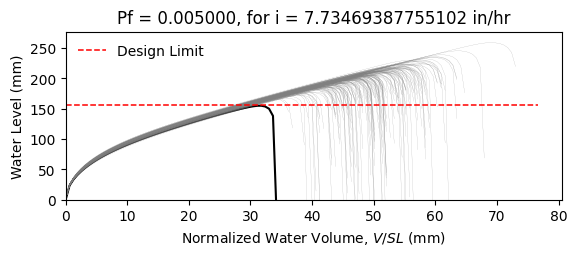 Pf = 0.005000, for i = 7.73469387755102 in/hr
Design Limit
Water Level (mm)
250
200
150
100
50
0
0 10 20 30 40 50 60 70 80
Normalized Water Volume, V/SL (mm)